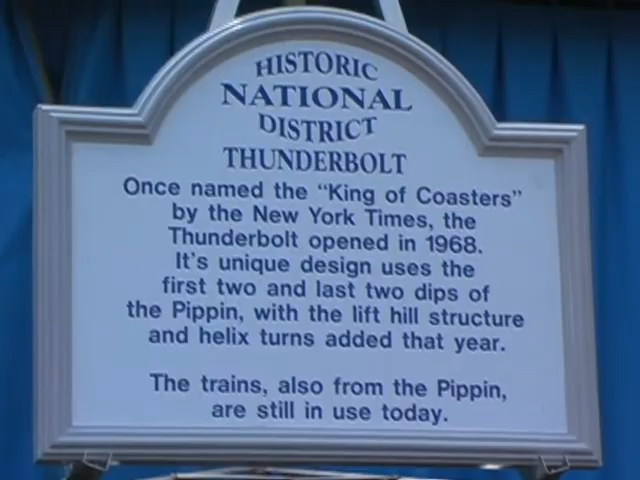 HISTORIC
NATIONAL
DISTRICT
THUNDERBOLT
Once named the "King of Coasters"
by the New York Times, the
Thunderbolt opened in 1968.
It's unique design uses the
first two and last two dips of
the Pippin, with the lift hill structure
and helix turns added that year.
The trains, also from the Pippin,
are still in use today.